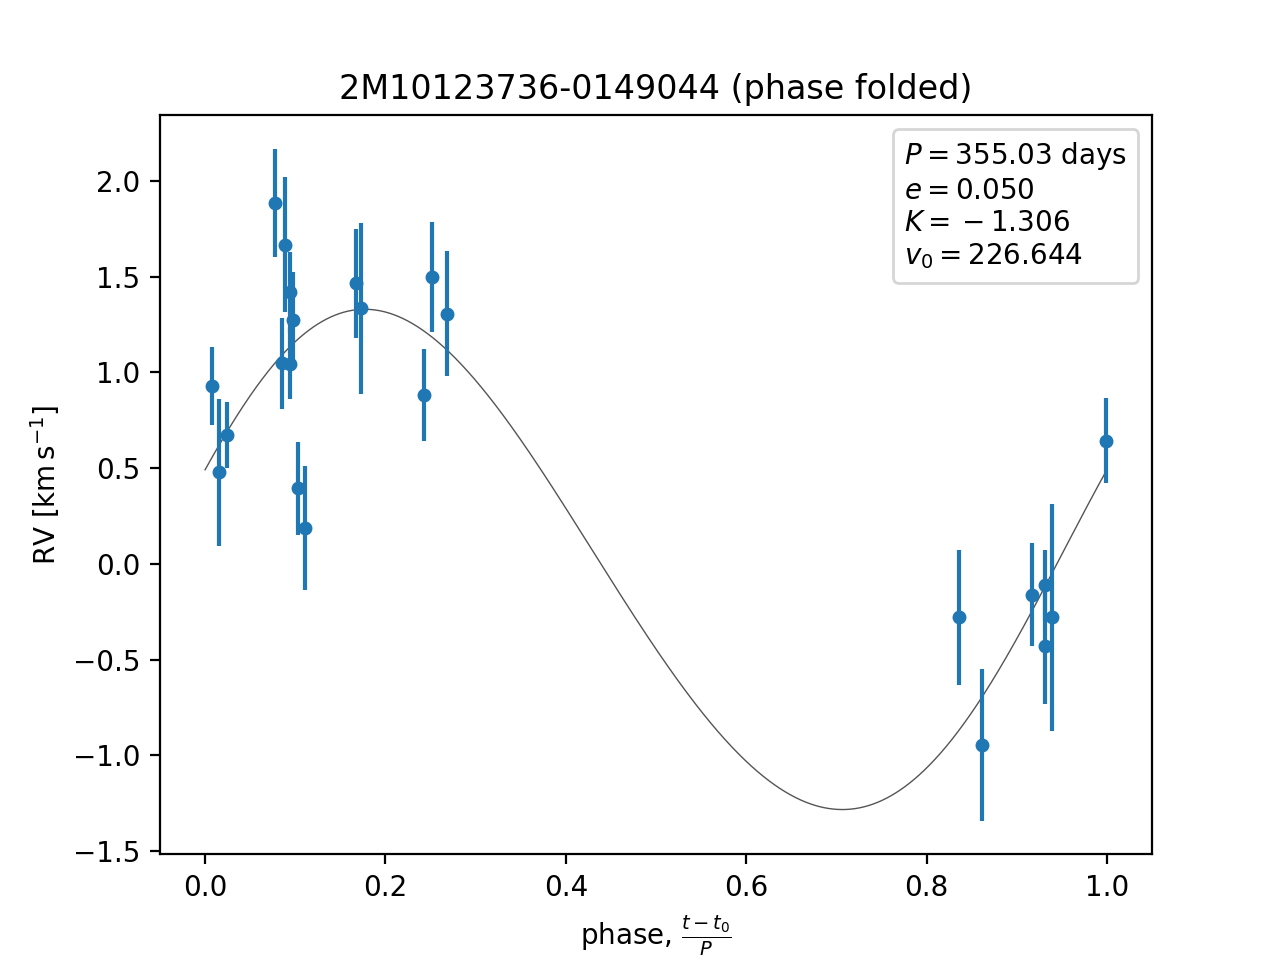 2M10123736-0149044 (phase folded)
P = 355.03 days
e = 0.050
K = − 1.306
v₀ = 226.644
2.0
1.5
1.0
0.5
0.0
−0.5
−1.0
−1.5
RV [km s⁻¹]
0.0 0.2 0.4 0.6 0.8 1.0
phase, (t − t₀)/P